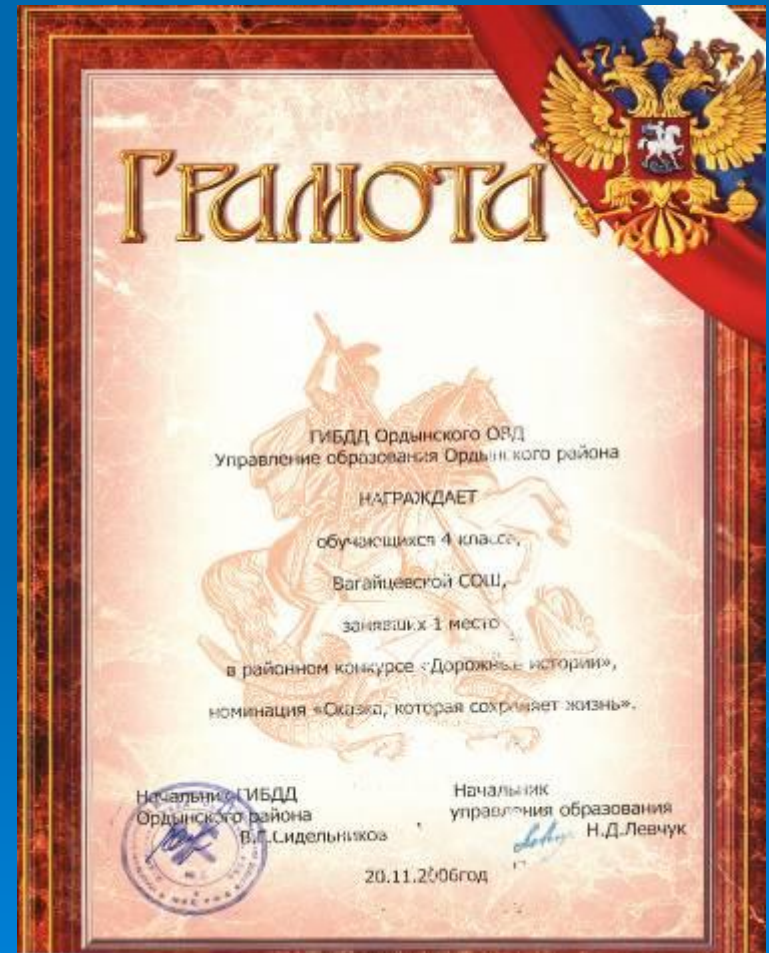 Грамота
ГИБДД Ордынского ОВД
Управление образования Ордынского района
НАГРАЖДАЕТ
обучающихся 4 класса,
Вагайцевской СОШ,
занявших 1 место
в районном конкурсе «Дорожные истории»,
номинация «Сказка, которая сохраняет жизнь».
Начальник ГИБДД
Ордынского района
В.Г.Сидельников
Начальник
управления образования
Н.Д.Левчук
20.11.2006год